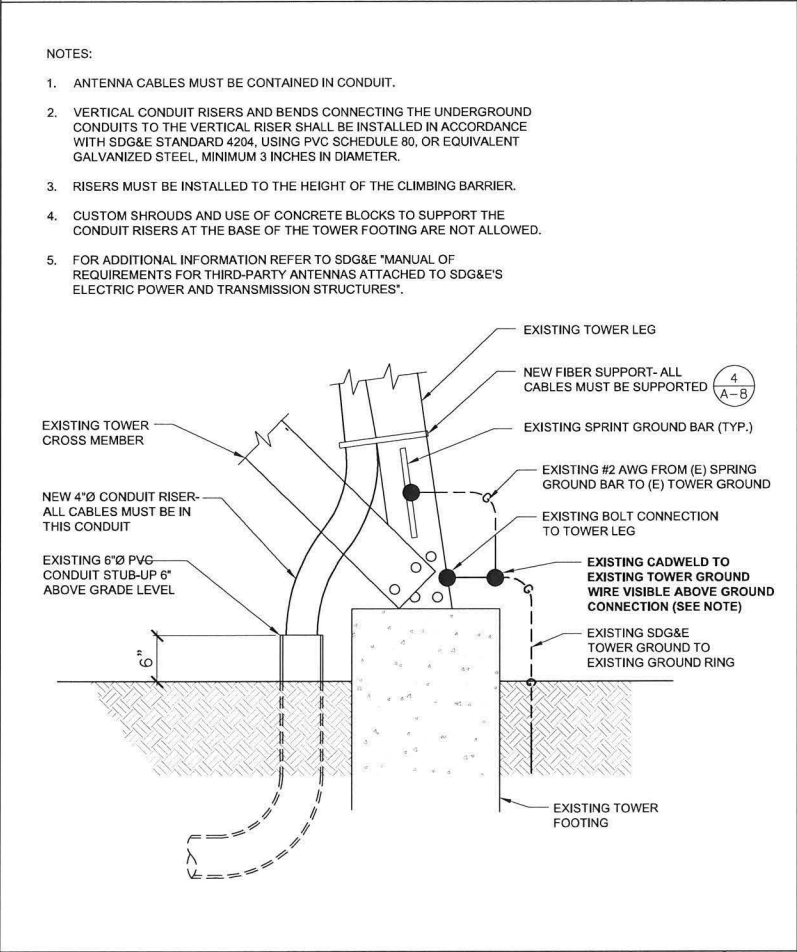 NOTES:
1. ANTENNA CABLES MUST BE CONTAINED IN CONDUIT.
2. VERTICAL CONDUIT RISERS AND BENDS CONNECTING THE UNDERGROUND
CONDUITS TO THE VERTICAL RISER SHALL BE INSTALLED IN ACCORDANCE
WITH SDG&E STANDARD 4204, USING PVC SCHEDULE 80, OR EQUIVALENT
GALVANIZED STEEL, MINIMUM 3 INCHES IN DIAMETER.
3. RISERS MUST BE INSTALLED TO THE HEIGHT OF THE CLIMBING BARRIER.
4. CUSTOM SHROUDS AND USE OF CONCRETE BLOCKS TO SUPPORT THE
CONDUIT RISERS AT THE BASE OF THE TOWER FOOTING ARE NOT ALLOWED.
5. FOR ADDITIONAL INFORMATION REFER TO SDG&E "MANUAL OF
REQUIREMENTS FOR THIRD-PARTY ANTENNAS ATTACHED TO SDG&E'S
ELECTRIC POWER AND TRANSMISSION STRUCTURES".
EXISTING TOWER LEG
NEW FIBER SUPPORT- ALL
CABLES MUST BE SUPPORTED
4
A-8
EXISTING TOWER
CROSS MEMBER
EXISTING SPRINT GROUND BAR (TYP.)
EXISTING #2 AWG FROM (E) SPRING
GROUND BAR TO (E) TOWER GROUND
G
NEW 4"Ø CONDUIT RISER-
ALL CABLES MUST BE IN
THIS CONDUIT
EXISTING BOLT CONNECTION
TO TOWER LEG
EXISTING 6"Ø PVC
CONDUIT STUB-UP 6"
ABOVE GRADE LEVEL
EXISTING CADWELD TO
EXISTING TOWER GROUND
WIRE VISIBLE ABOVE GROUND
CONNECTION (SEE NOTE)
G
EXISTING SDG&E
TOWER GROUND TO
EXISTING GROUND RING
6"
G
EXISTING TOWER
FOOTING